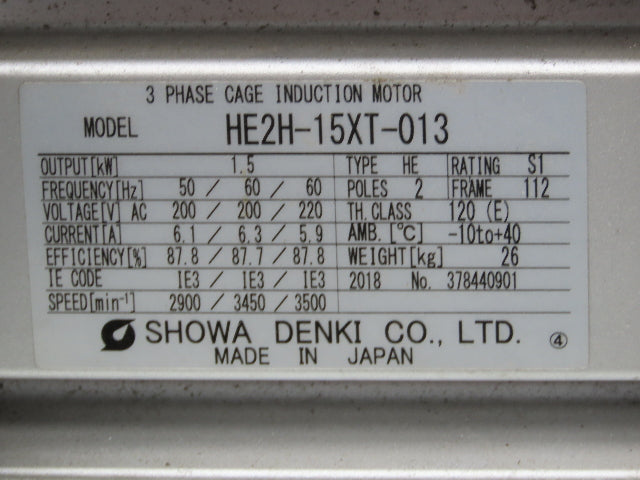 3 PHASE CAGE INDUCTION MOTOR
MODEL HE2H-15XT-013
OUTPUT[kW] 1.5 TYPE HE RATING S1
FREQUENCY[Hz] 50 / 60 / 60 POLES 2 FRAME 112
VOLTAGE[V] AC 200 / 200 / 220 TH.CLASS 120 (E)
CURRENT[A] 6.1 / 6.3 / 5.9 AMB.[℃] -10to+40
EFFICIENCY[%] 87.8 / 87.7 / 87.8 WEIGHT[kg] 26
IE CODE IE3 / IE3 / IE3 2018 No. 378440901
SPEED[min⁻¹] 2900 / 3450 / 3500
SHOWA DENKI CO., LTD. ④
MADE IN JAPAN